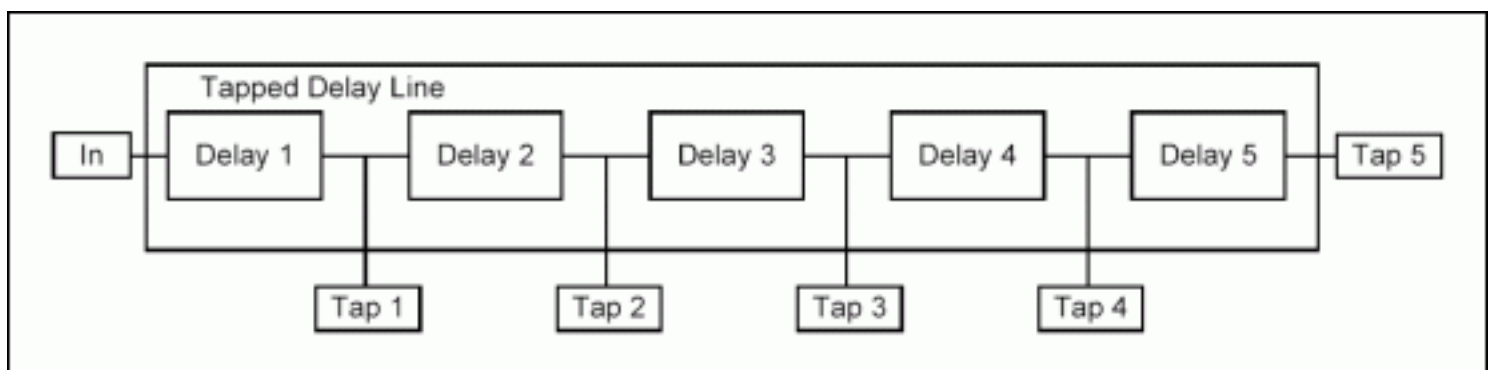 Tapped Delay Line
In
Delay 1
Delay 2
Delay 3
Delay 4
Delay 5
Tap 5
Tap 1
Tap 2
Tap 3
Tap 4